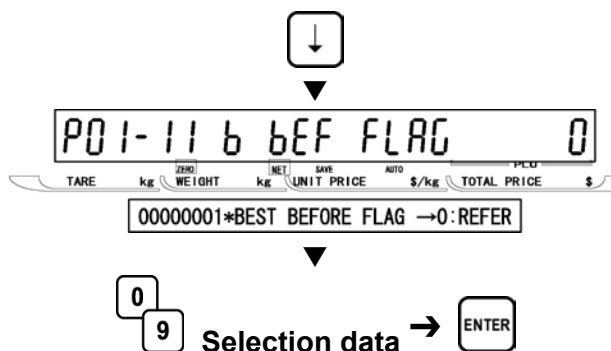 ↓
P01-11 b bEF FLAG 0
ZERO NET SAVE AUTO PLU
TARE kg WEIGHT kg UNIT PRICE $/kg TOTAL PRICE $
00000001*BEST BEFORE FLAG →0:REFER
0
9 Selection data → ENTER